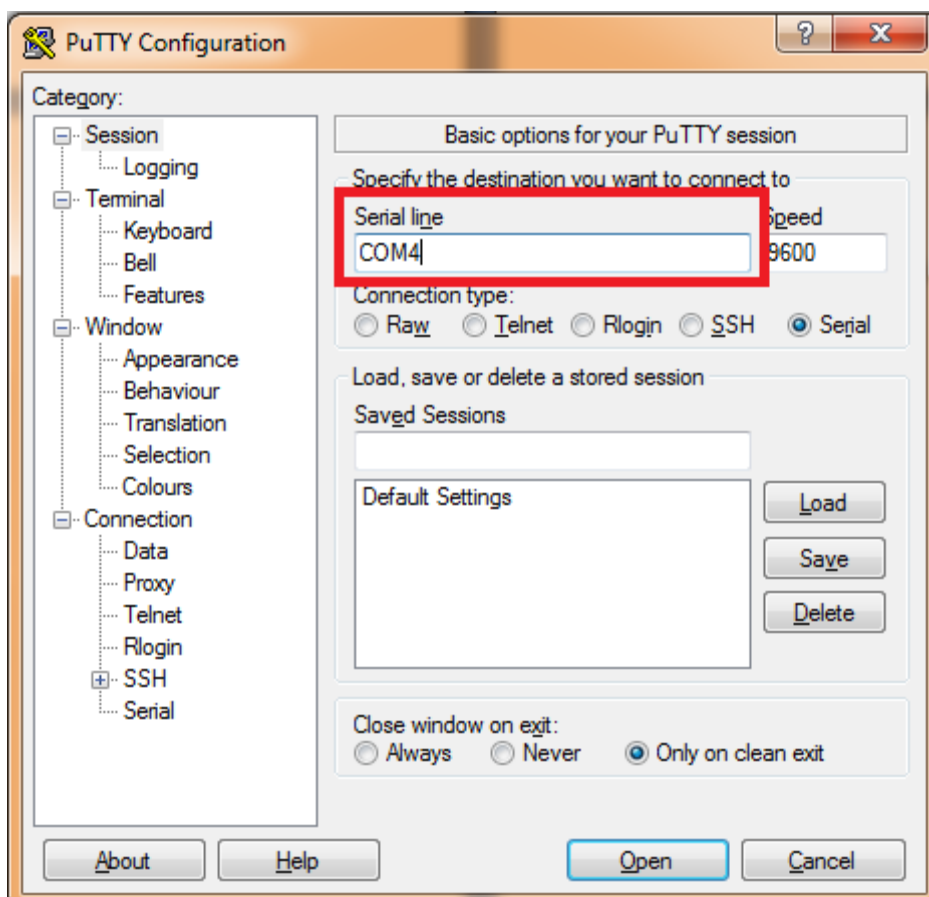 PuTTY Configuration
Category:
Session
Logging
Terminal
Keyboard
Bell
Features
Window
Appearance
Behaviour
Translation
Selection
Colours
Connection
Data
Proxy
Telnet
Rlogin
SSH
Serial
Basic options for your PuTTY session
Specify the destination you want to connect to
Serial line Speed
COM4 9600
Connection type:
Raw Telnet Rlogin SSH Serial
Load, save or delete a stored session
Saved Sessions
Default Settings
Load
Save
Delete
Close window on exit:
Always Never Only on clean exit
About Help Open Cancel